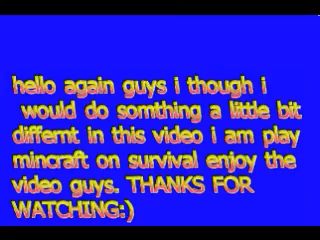 hello again guys i though i
would do somthing a little bit
differnt in this video i am play
mincraft on survival enjoy the
video guys. THANKS FOR
WATCHING:)